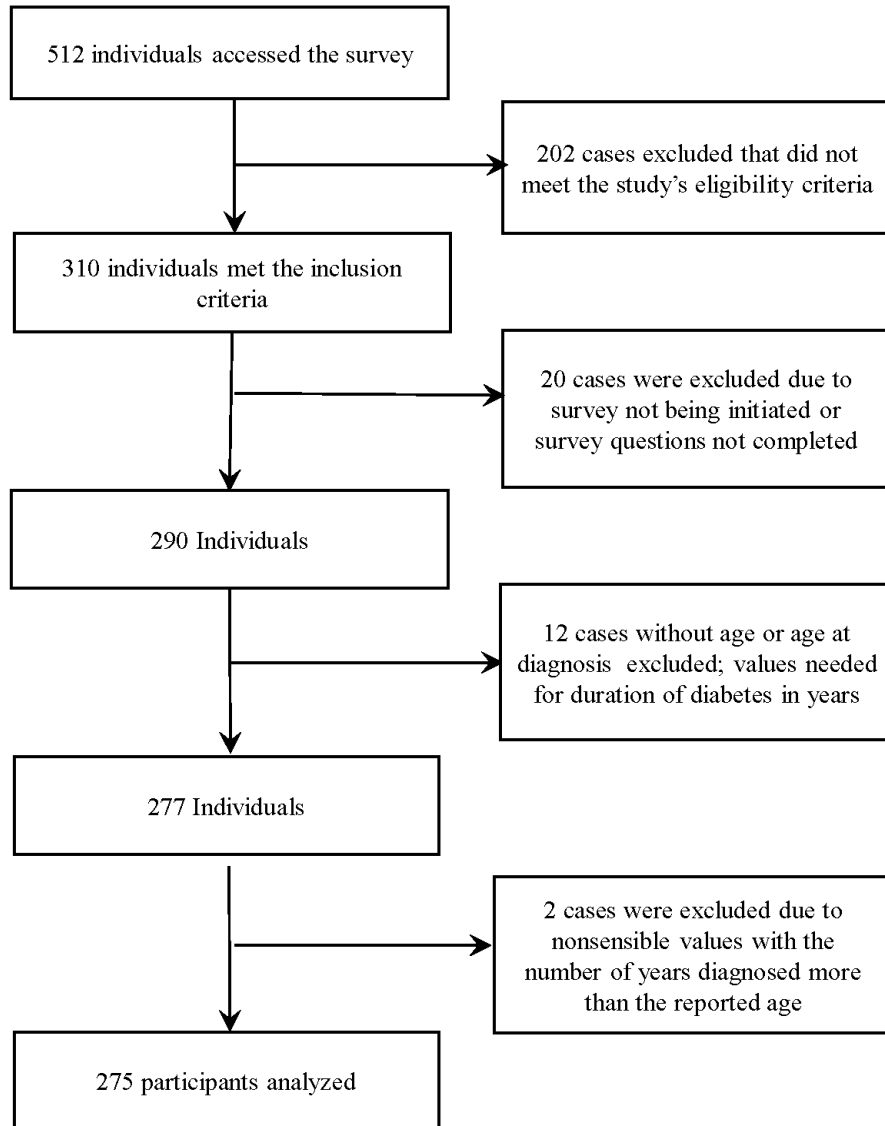 512 individuals accessed the survey
202 cases excluded that did not
meet the study’s eligibility criteria
310 individuals met the inclusion
criteria
20 cases were excluded due to
survey not being initiated or
survey questions not completed
290 Individuals
12 cases without age or age at
diagnosis excluded; values needed
for duration of diabetes in years
277 Individuals
2 cases were excluded due to
nonsensible values with the
number of years diagnosed more
than the reported age
275 participants analyzed